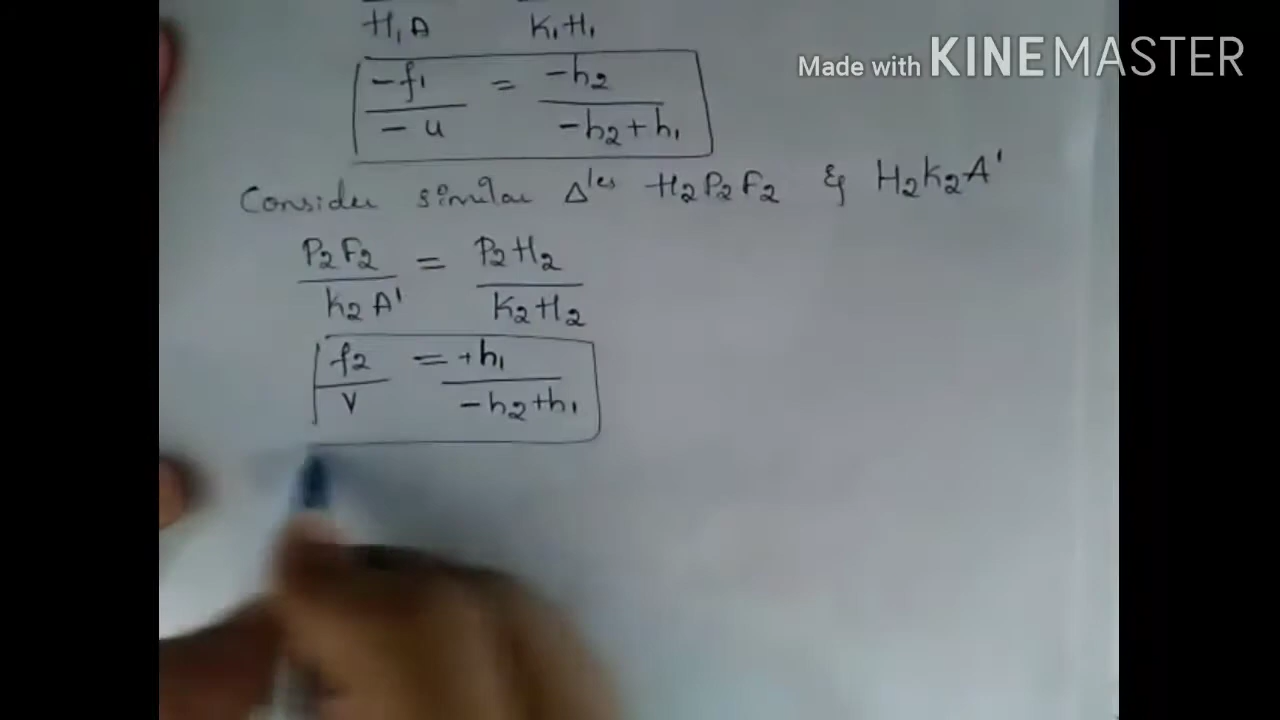 Made with KINEMASTER
H₁A K₁H₁
-f₁ = -h₂
-u -h₂+h₁
Consider similar Δˡᵉˢ H₂P₂F₂ & H₂K₂A'
P₂F₂ = P₂H₂
K₂A' K₂H₂
f₂ = +h₁
v -h₂+h₁